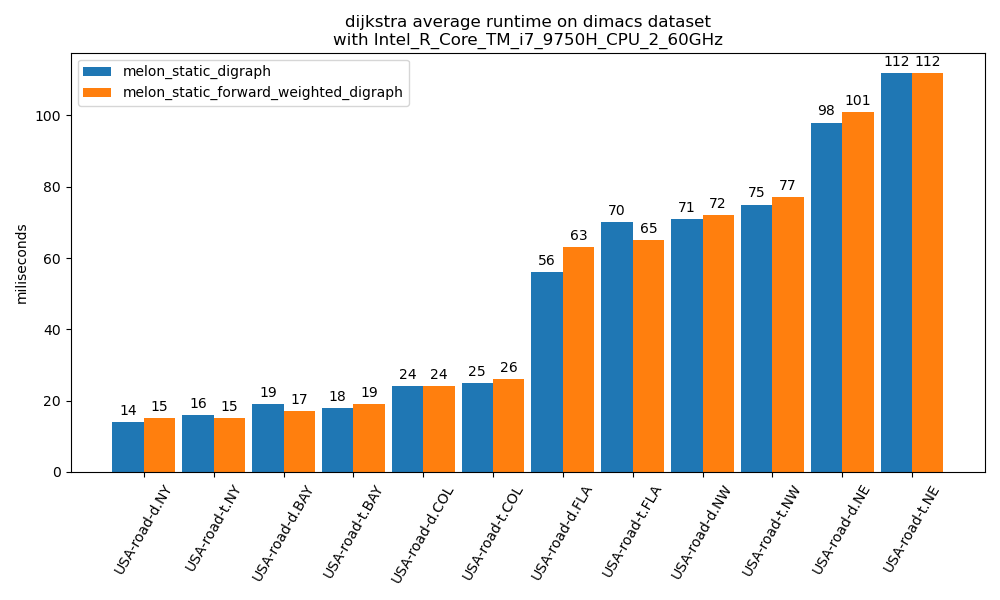 dijkstra average runtime on dimacs dataset
with Intel_R_Core_TM_i7_9750H_CPU_2_60GHz
melon_static_digraph
melon_static_forward_weighted_digraph
miliseconds
100
80
60
40
20
0
14
15
16
15
19
17
18
19
24
24
25
26
56
63
70
65
71
72
75
77
98
101
112
112
USA-road-d.NY
USA-road-t.NY
USA-road-d.BAY
USA-road-t.BAY
USA-road-d.COL
USA-road-t.COL
USA-road-d.FLA
USA-road-t.FLA
USA-road-d.NW
USA-road-t.NW
USA-road-d.NE
USA-road-t.NE